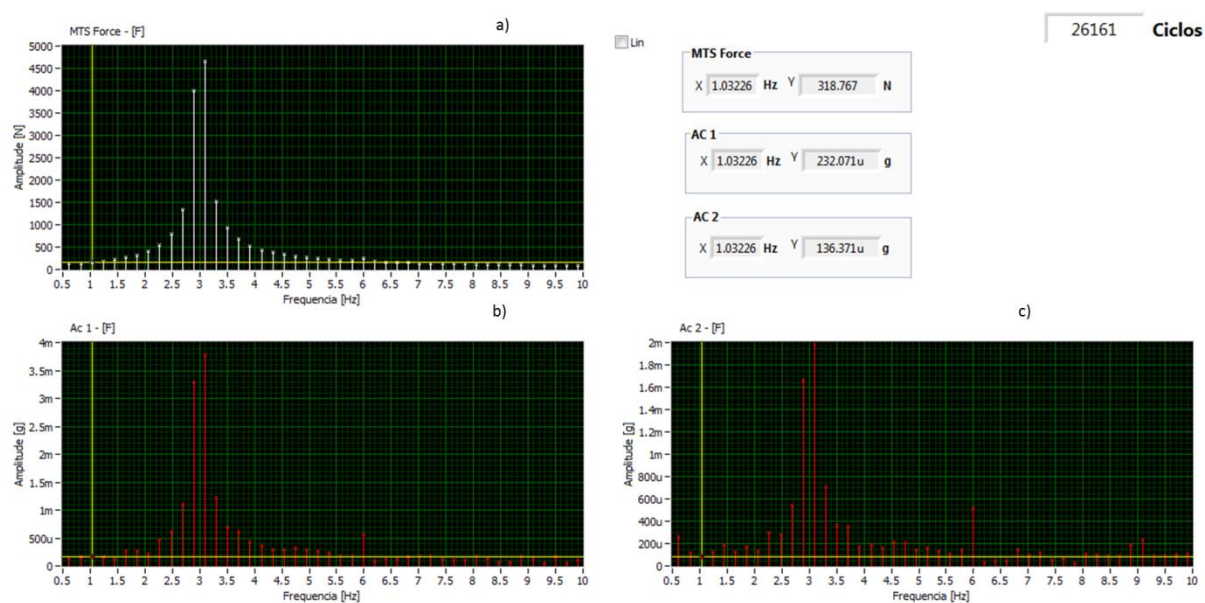 a)
MTS Force - [F]
Amplitude [N]
5000
4500
4000
3500
3000
2500
2000
1500
1000
500
0
0.5 1 1.5 2 2.5 3 3.5 4 4.5 5 5.5 6 6.5 7 7.5 8 8.5 9 9.5 10
Frequencia [Hz]
Lin
26161 Ciclos
MTS Force
X 1.03226 Hz Y 318.767 N
AC 1
X 1.03226 Hz Y 232.071u g
AC 2
X 1.03226 Hz Y 136.371u g
b)
Ac 1 - [F]
Amplitude [g]
4m
3.5m
3m
2.5m
2m
1.5m
1m
500u
0
0.5 1 1.5 2 2.5 3 3.5 4 4.5 5 5.5 6 6.5 7 7.5 8 8.5 9 9.5 10
Frequencia [Hz]
c)
Ac 2 - [F]
Amplitude [g]
2m
1.8m
1.6m
1.4m
1.2m
1m
800u
600u
400u
200u
0
0.5 1 1.5 2 2.5 3 3.5 4 4.5 5 5.5 6 6.5 7 7.5 8 8.5 9 9.5 10
Frequencia [Hz]